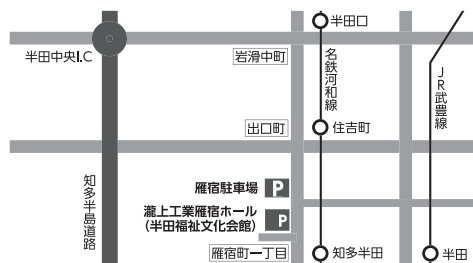 半田口
半田中央I.C
岩滑中町
名鉄河和線
JR武豊線
出口町
住吉町
知多半島道路
雁宿駐車場
P
瀧上工業雁宿ホール
(半田福祉文化会館)
P
雁宿町一丁目
知多半田
半田